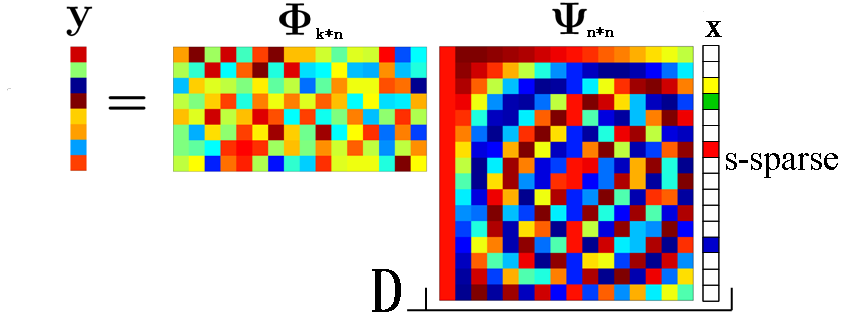 y = Φk*n Ψn*n x
s-sparse
D